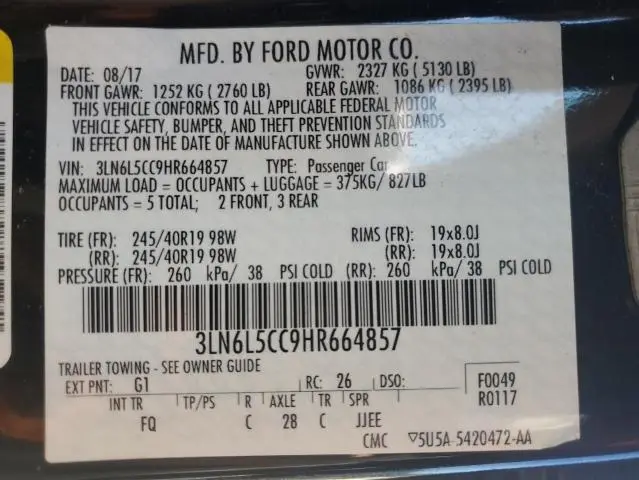 MFD. BY FORD MOTOR CO.
DATE: 08/17 GVWR: 2327 KG ( 5130 LB)
FRONT GAWR: 1252 KG ( 2760 LB) REAR GAWR: 1086 KG ( 2395 LB)
THIS VEHICLE CONFORMS TO ALL APPLICABLE FEDERAL MOTOR
VEHICLE SAFETY, BUMPER, AND THEFT PREVENTION STANDARDS
IN EFFECT ON THE DATE OF MANUFACTURE SHOWN ABOVE.
VIN: 3LN6L5CC9HR664857 TYPE: Passenger Car
MAXIMUM LOAD = OCCUPANTS + LUGGAGE = 375KG/ 827LB
OCCUPANTS = 5 TOTAL; 2 FRONT, 3 REAR
TIRE (FR): 245/40R19 98W RIMS (FR): 19x8.0J
(RR): 245/40R19 98W (RR): 19x8.0J
PRESSURE (FR): 260 kPa/ 38 PSI COLD (RR): 260 kPa/ 38 PSI COLD
3LN6L5CC9HR664857
TRAILER TOWING - SEE OWNER GUIDE
EXT PNT: G1 RC: 26 DSO: F0049
INT TR TP/PS R AXLE TR SPR R0117
FQ C 28 C JJEE
CMC ▽5U5A-5420472-AA